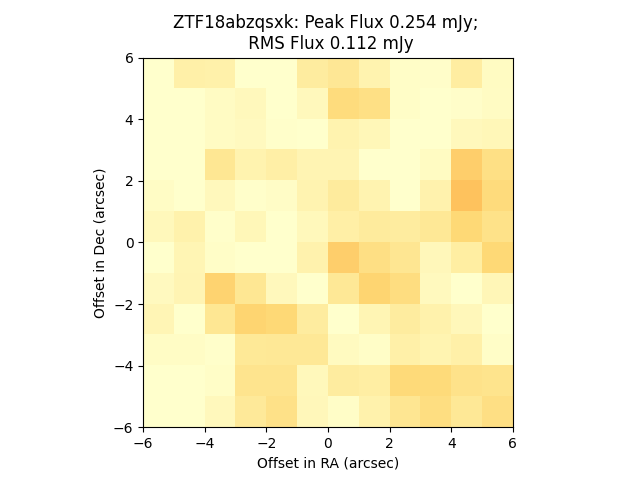 ZTF18abzqsxk: Peak Flux 0.254 mJy;
RMS Flux 0.112 mJy
6
4
2
0
−2
−4
−6
Offset in Dec (arcsec)
−6 −4 −2 0 2 4 6
Offset in RA (arcsec)